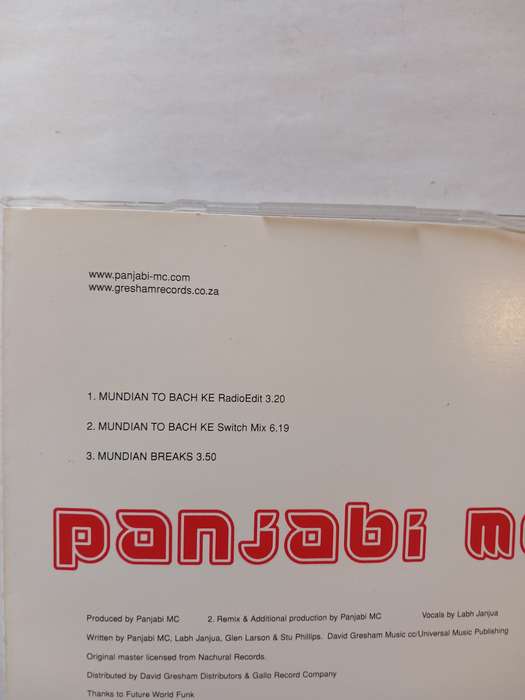 www.panjabi-mc.com
www.greshamrecords.co.za
1. MUNDIAN TO BACH KE RadioEdit 3.20
2. MUNDIAN TO BACH KE Switch Mix 6.19
3. MUNDIAN BREAKS 3.50
panjabi m
Produced by Panjabi MC 2. Remix & Additional production by Panjabi MC Vocals by Labh Janjua
Written by Panjabi MC, Labh Janjua, Glen Larson & Stu Phillips. David Gresham Music co/Universal Music Publishing
Original master licensed from Nachural Records.
Distributed by David Gresham Distributors & Gallo Record Company
Thanks to Future World Funk